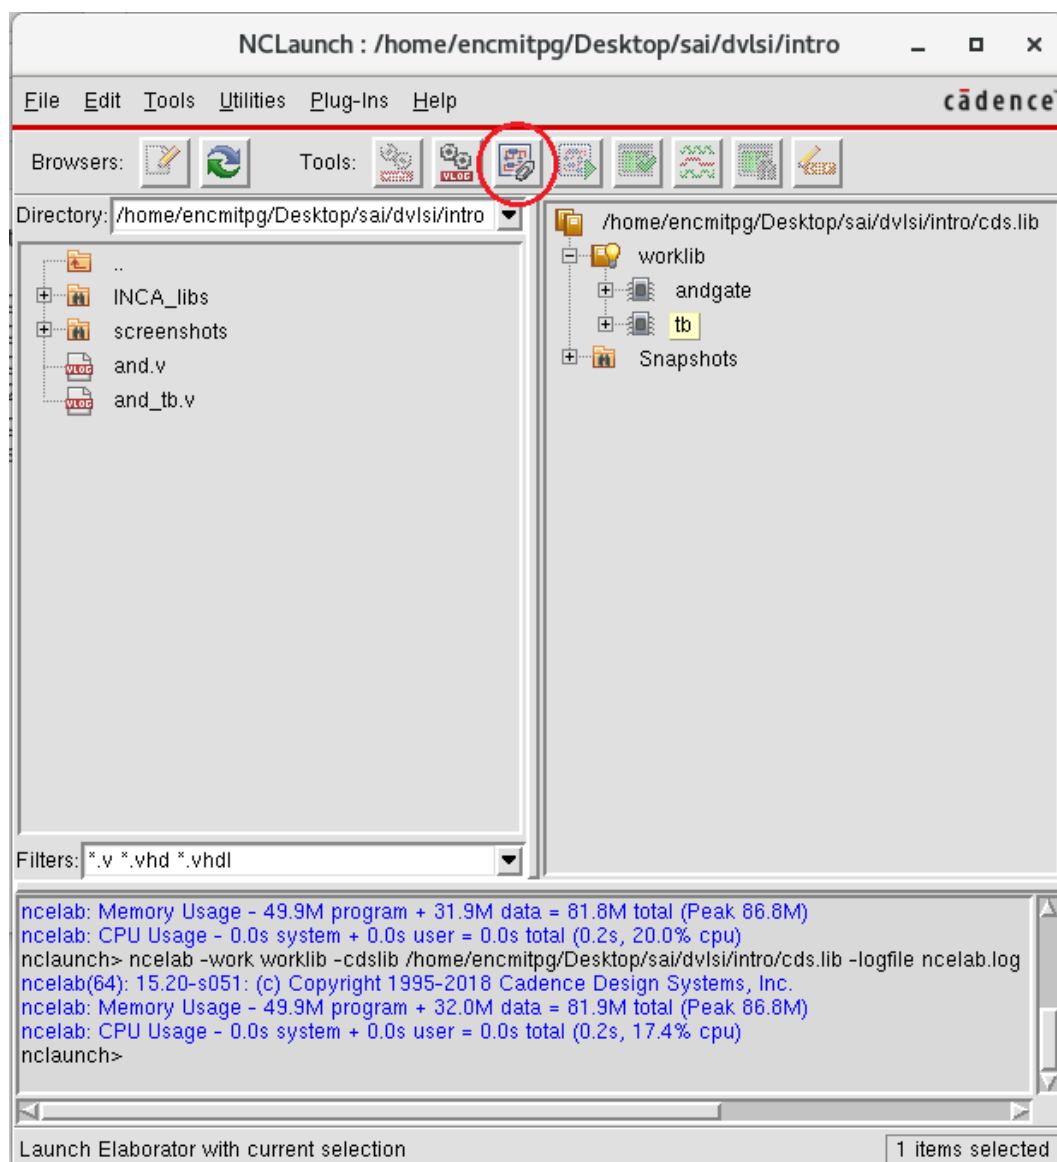 NCLaunch : /home/encmitpg/Desktop/sai/dvlsi/intro
File Edit Tools Utilities Plug-Ins Help
cādence
Browsers: Tools:
VLOG
Directory: /home/encmitpg/Desktop/sai/dvlsi/intro
..
INCA_libs
screenshots
VLOG and.v
VLOG and_tb.v
/home/encmitpg/Desktop/sai/dvlsi/intro/cds.lib
worklib
andgate
tb
Snapshots
Filters: *.v *.vhd *.vhdl
ncelab: Memory Usage - 49.9M program + 31.9M data = 81.8M total (Peak 86.8M)
ncelab: CPU Usage - 0.0s system + 0.0s user = 0.0s total (0.2s, 20.0% cpu)
nclaunch> ncelab -work worklib -cdslib /home/encmitpg/Desktop/sai/dvlsi/intro/cds.lib -logfile ncelab.log
ncelab(64): 15.20-s051: (c) Copyright 1995-2018 Cadence Design Systems, Inc.
ncelab: Memory Usage - 49.9M program + 32.0M data = 81.9M total (Peak 86.8M)
ncelab: CPU Usage - 0.0s system + 0.0s user = 0.0s total (0.2s, 17.4% cpu)
nclaunch>
Launch Elaborator with current selection
1 items selected